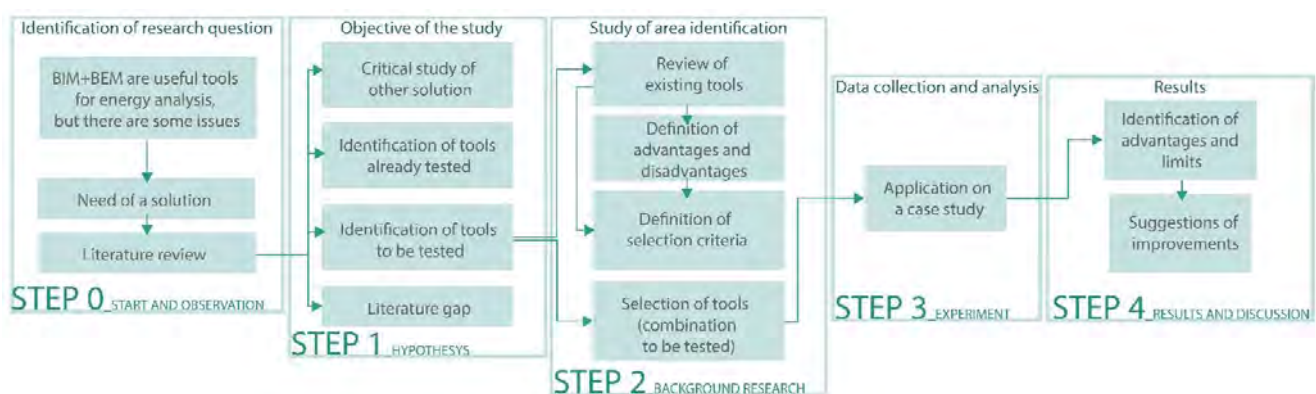 Identification of research question
BIM+BEM are useful tools
for energy analysis,
but there are some issues
Need of a solution
Literature review
STEP 0_START AND OBSERVATION
Objective of the study
Critical study of
other solution
Identification of tools
already tested
Identification of tools
to be tested
Literature gap
STEP 1_HYPOTHESYS
Study of area identification
Review of
existing tools
Definition of
advantages and
disadvantages
Definition of
selection criteria
Selection of tools
(combination
to be tested)
STEP 2_BACKGROUND RESEARCH
Data collection and analysis
Application on
a case study
STEP 3_EXPERIMENT
Results
Identification of
advantages and
limits
Suggestions of
improvements
STEP 4_RESULTS AND DISCUSSION